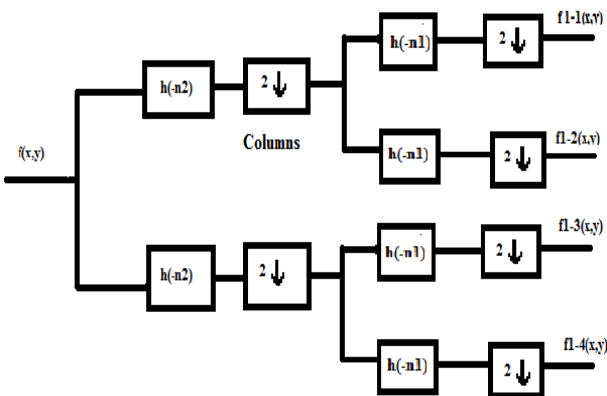 f1-1(x,y)
h(-n1)
2
h(-n2)
2
Columns
f(x,y)
h(-n1)
2
f1-2(x,y)
f1-3(x,y)
h(-n1)
2
h(-n2)
2
f1-4(x,y)
h(-n1)
2